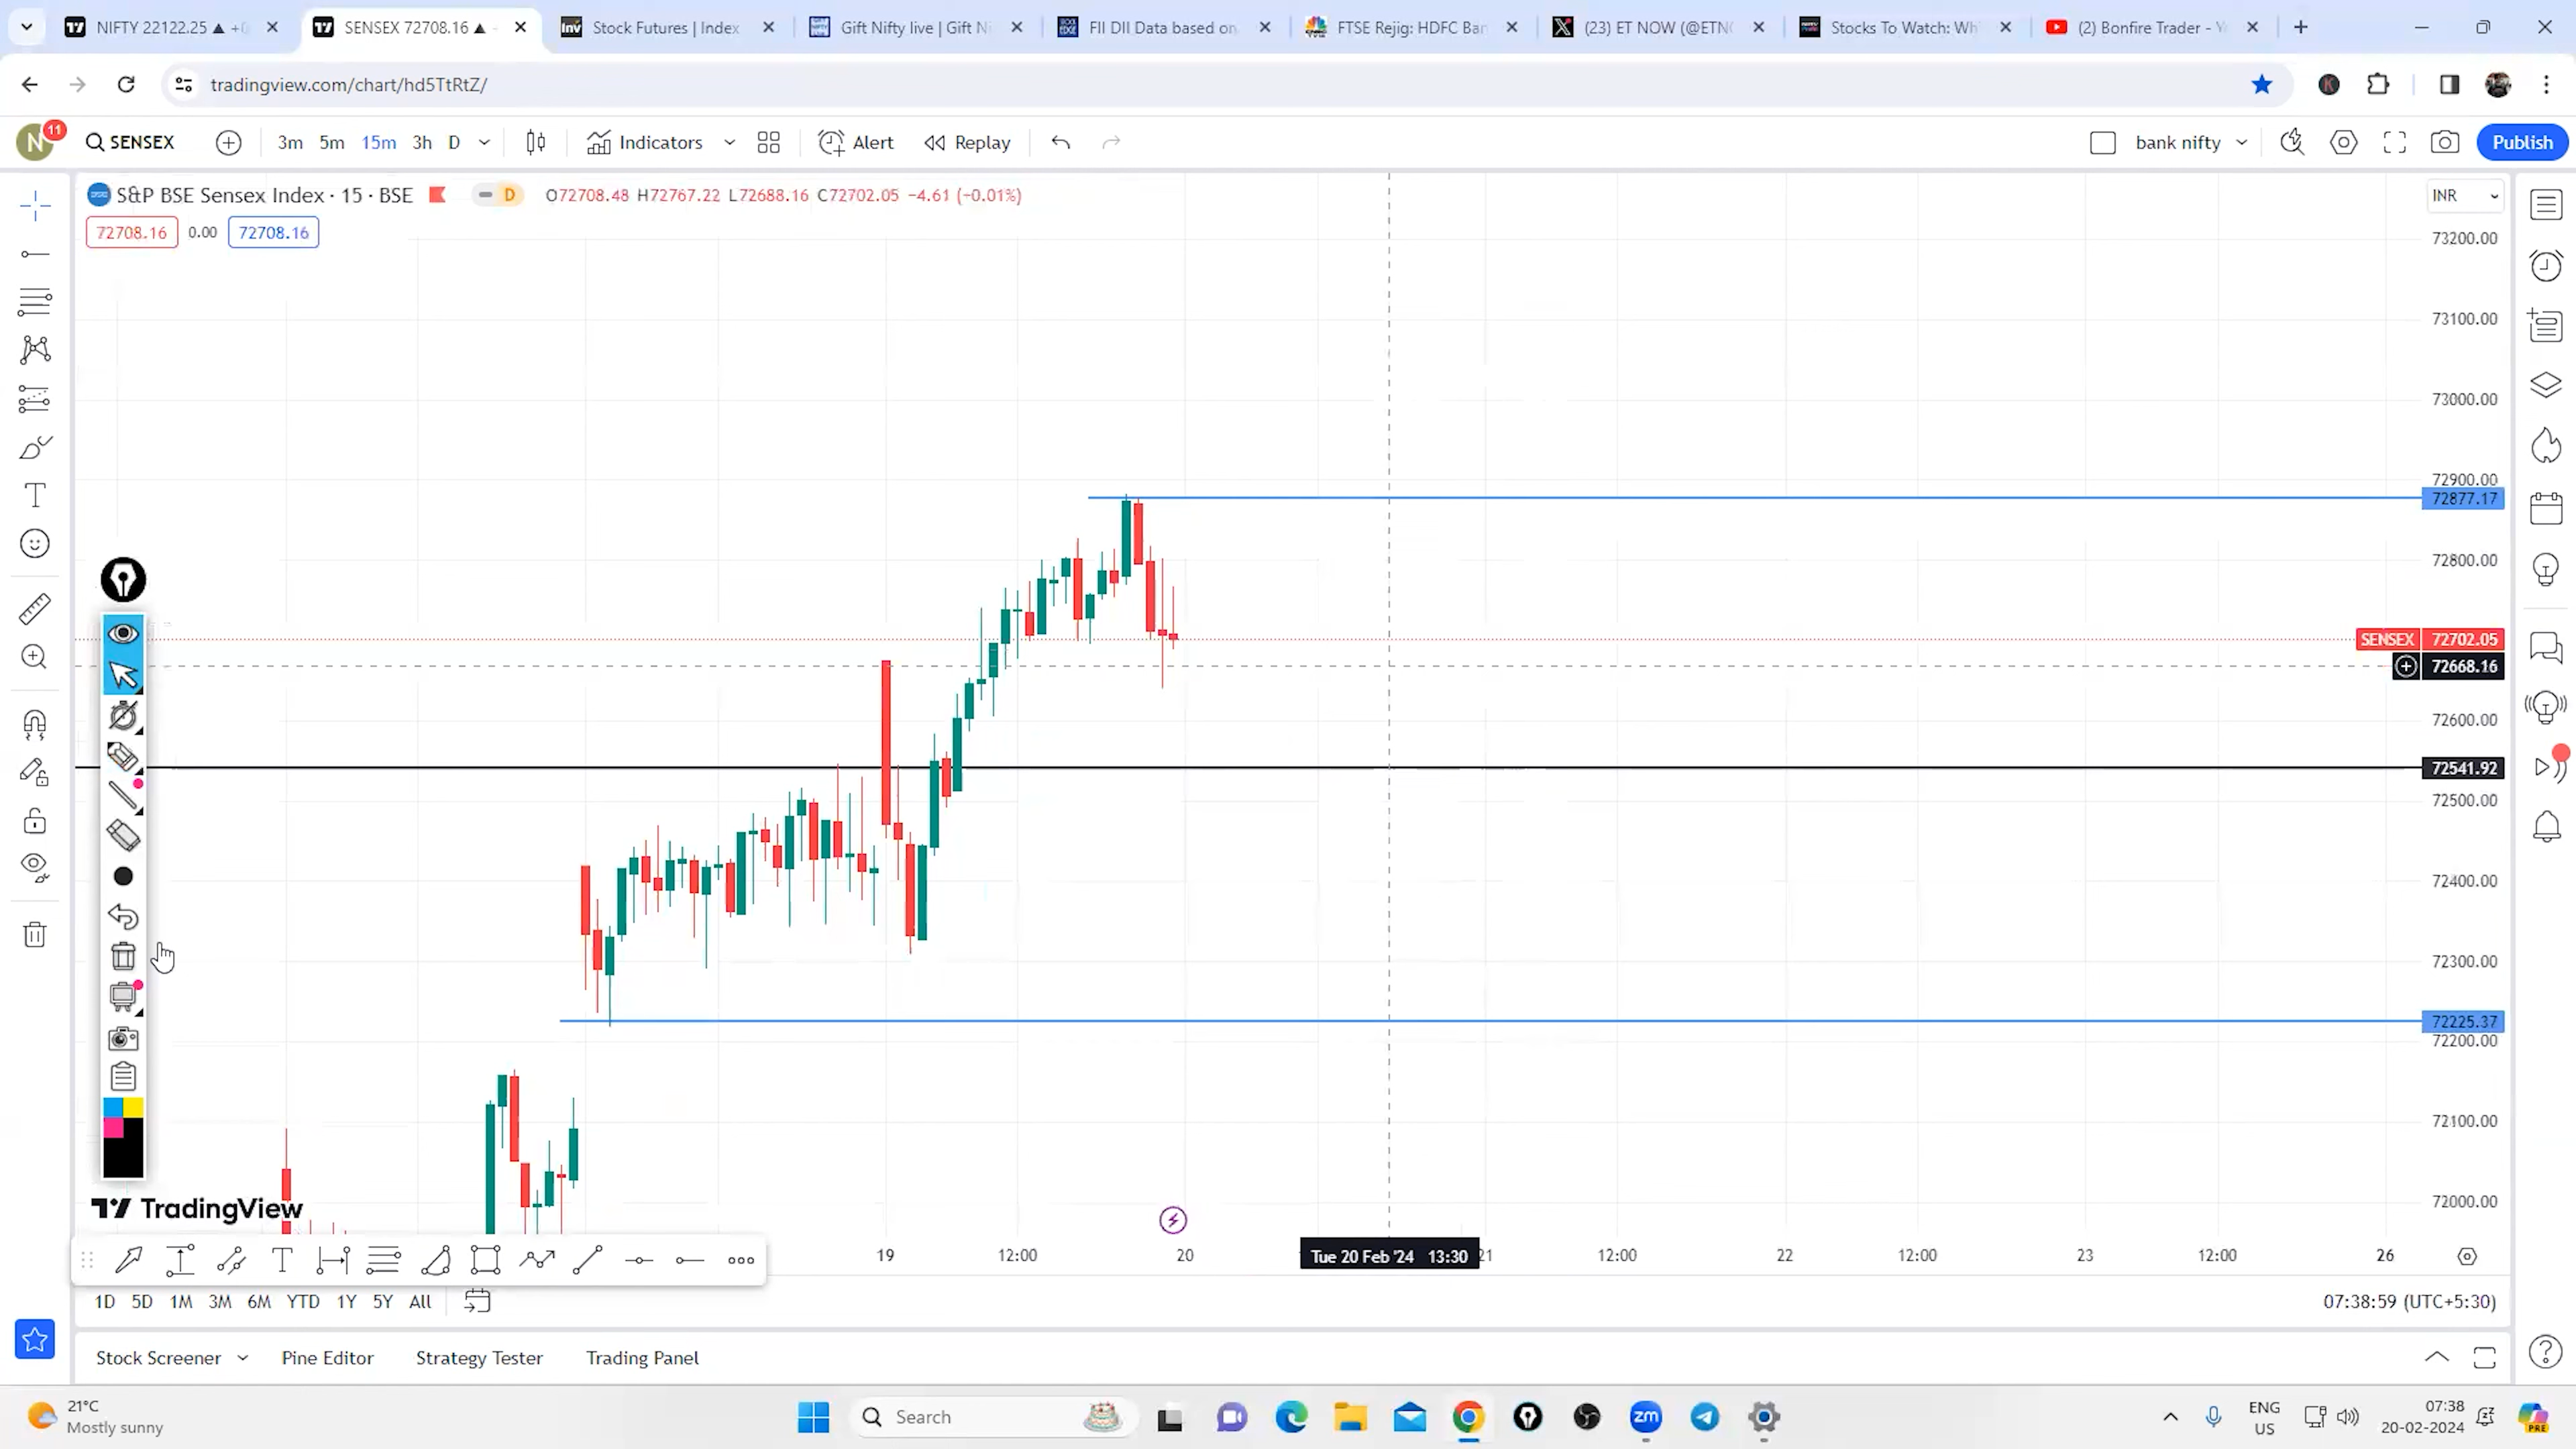 NIFTY 22122.25 ▲ +0
SENSEX 72708.16 ▲ -
Stock Futures | Index
Gift Nifty live | Gift Ni
FII DII Data based on
FTSE Rejig: HDFC Ban
(23) ET NOW (@ETNO
Stocks To Watch: Wh
(2) Bonfire Trader - Y
tradingview.com/chart/hd5TtRtZ/
N 11 SENSEX 3m 5m 15m 3h D Indicators Alert Replay bank nifty Publish
S&P BSE Sensex Index · 15 · BSE D O72708.48 H72767.22 L72688.16 C72702.05 −4.61 (−0.01%) INR
72708.16 0.00 72708.16
73200.00
73100.00
73000.00
72900.00
72877.17
72800.00
SENSEX 72702.05
72668.16
72600.00
72541.92
72500.00
72400.00
72300.00
72225.37
72200.00
72100.00
72000.00
TradingView
19 12:00 20 Tue 20 Feb '24 13:30 21 12:00 22 12:00 23 12:00 26
1D 5D 1M 3M 6M YTD 1Y 5Y All 07:38:59 (UTC+5:30)
Stock Screener Pine Editor Strategy Tester Trading Panel
21°C
Mostly sunny
Search
zm
ENG
US
07:38
20-02-2024
PRE